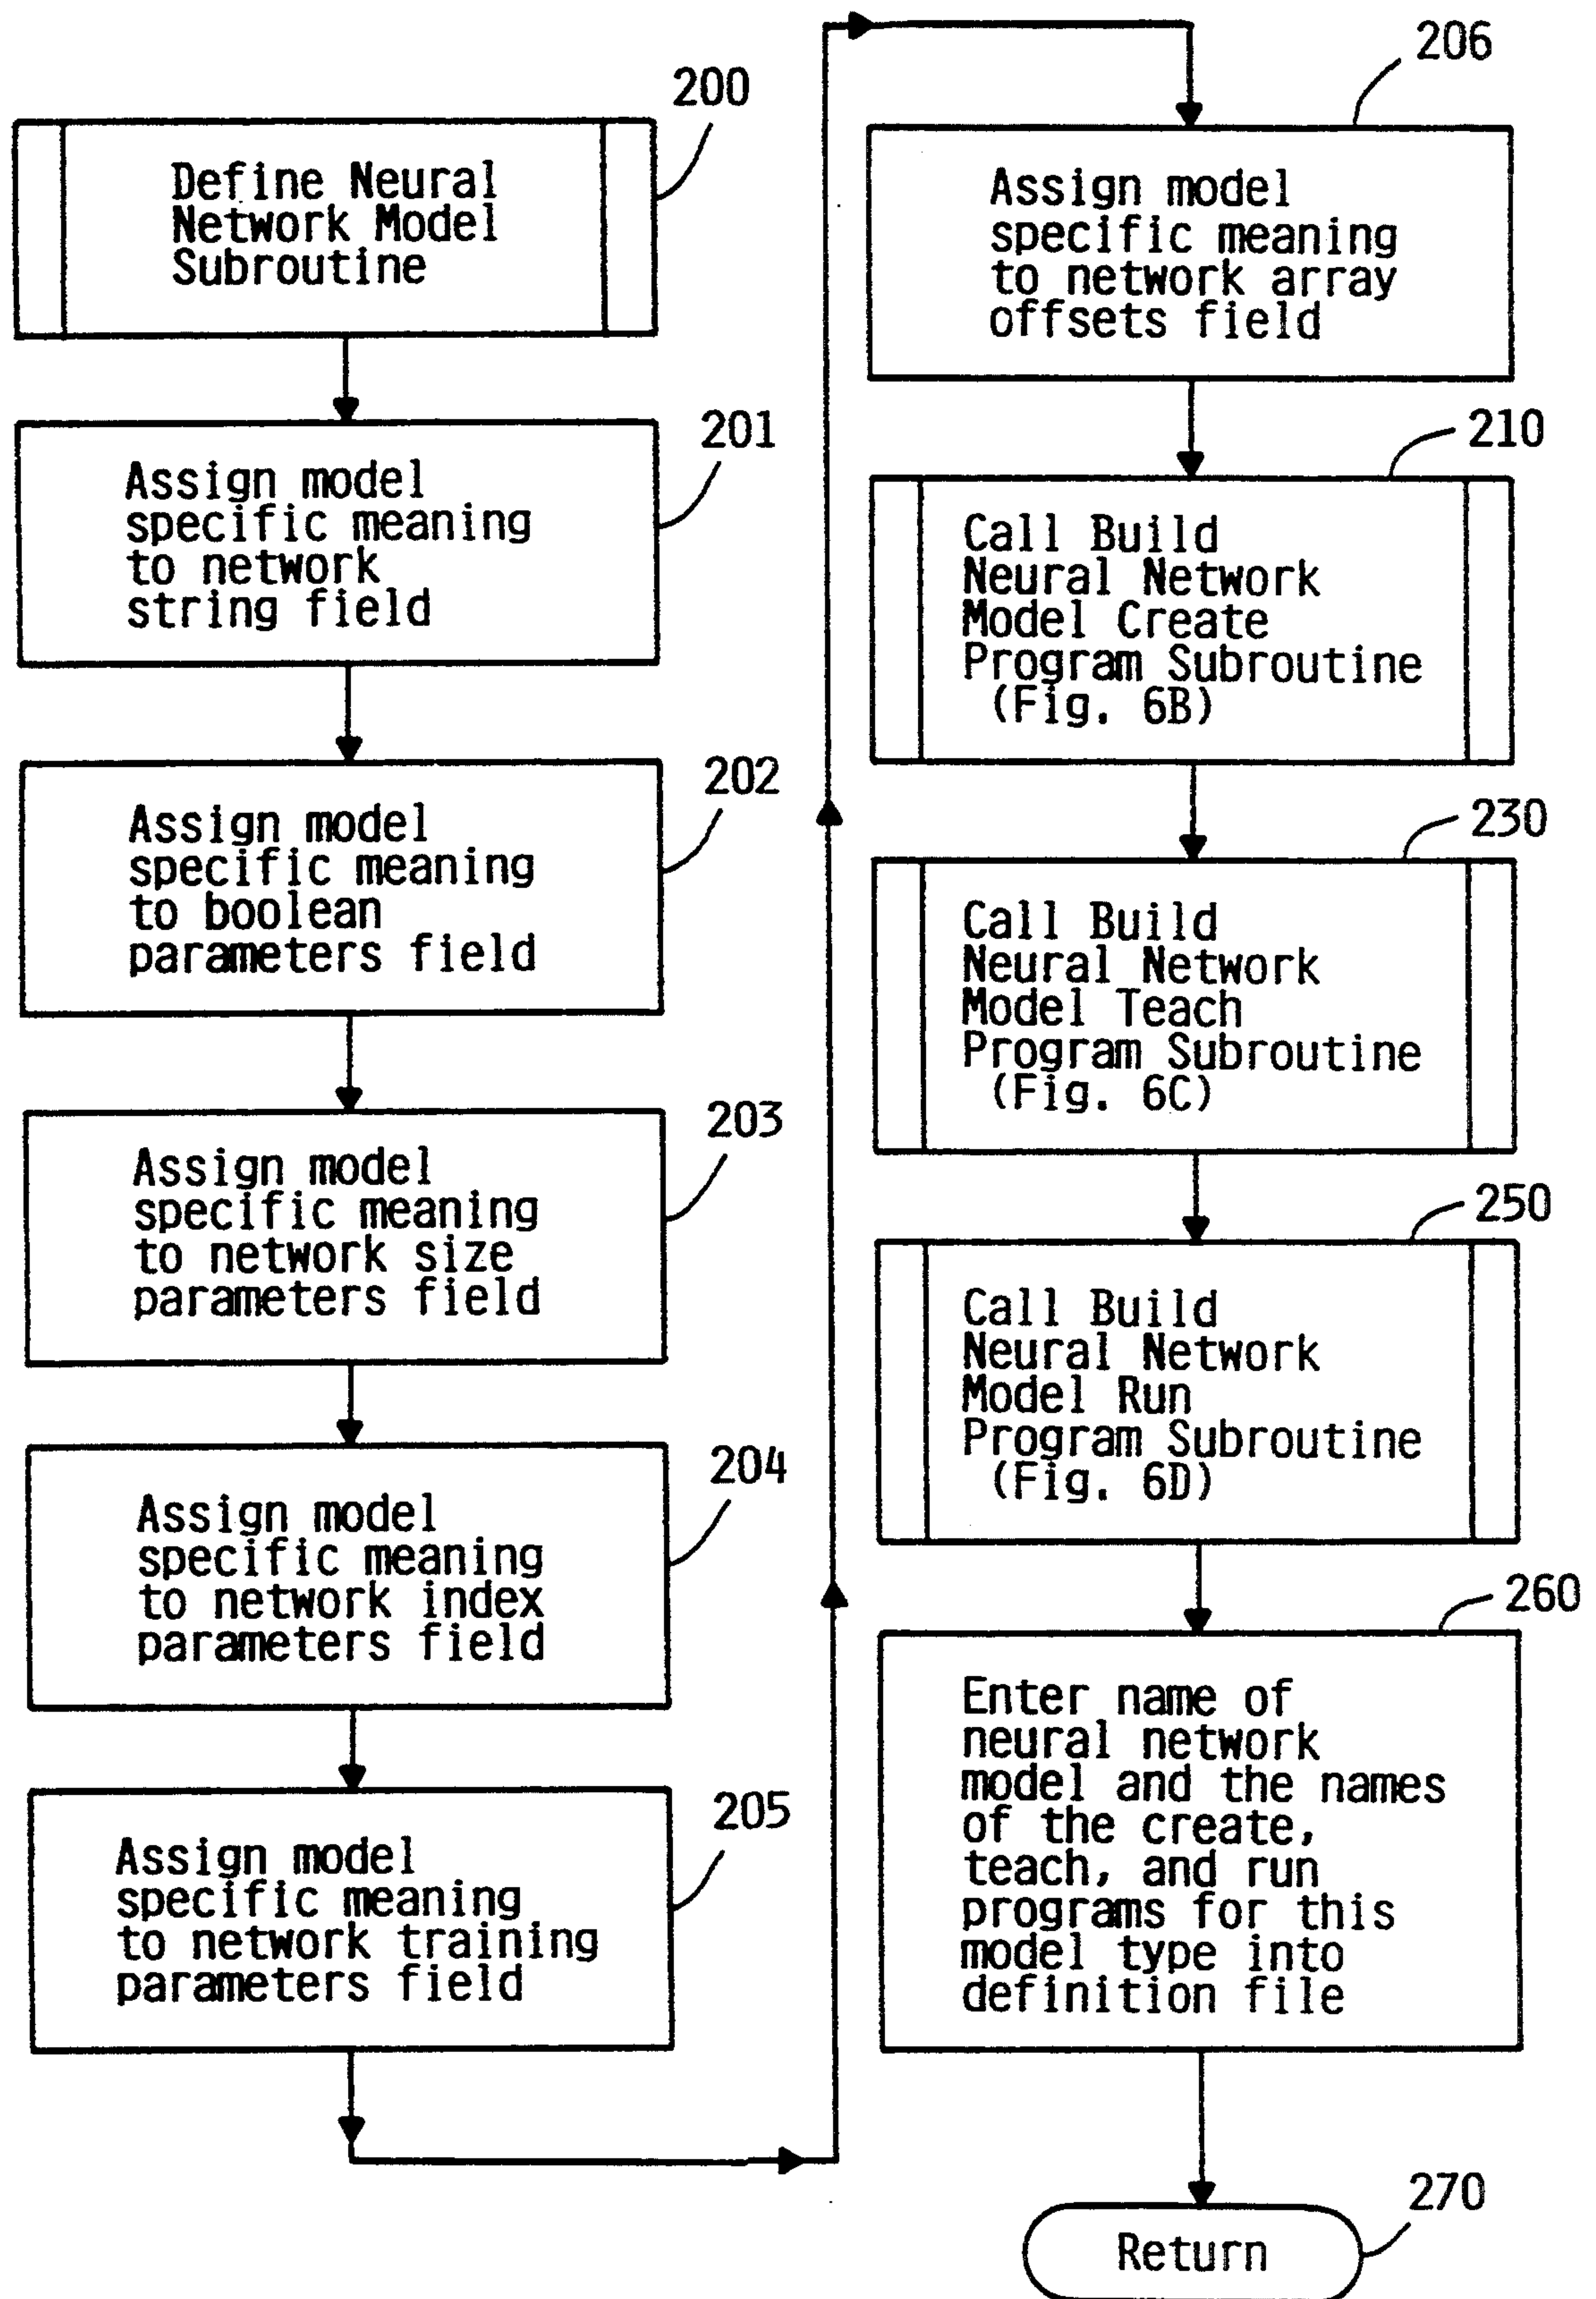 200
Define Neural
Network Model
Subroutine
201
Assign model
specific meaning
to network
string field
202
Assign model
specific meaning
to boolean
parameters field
203
Assign model
specific meaning
to network size
parameters field
204
Assign model
specific meaning
to network index
parameters field
205
Assign model
specific meaning
to network training
parameters field
206
Assign model
specific meaning
to network array
offsets field
210
Call Build
Neural Network
Model Create
Program Subroutine
(Fig. 6B)
230
Call Build
Neural Network
Model Teach
Program Subroutine
(Fig. 6C)
250
Call Build
Neural Network
Model Run
Program Subroutine
(Fig. 6D)
260
Enter name of
neural network
model and the names
of the create,
teach, and run
programs for this
model type into
definition file
270
Return